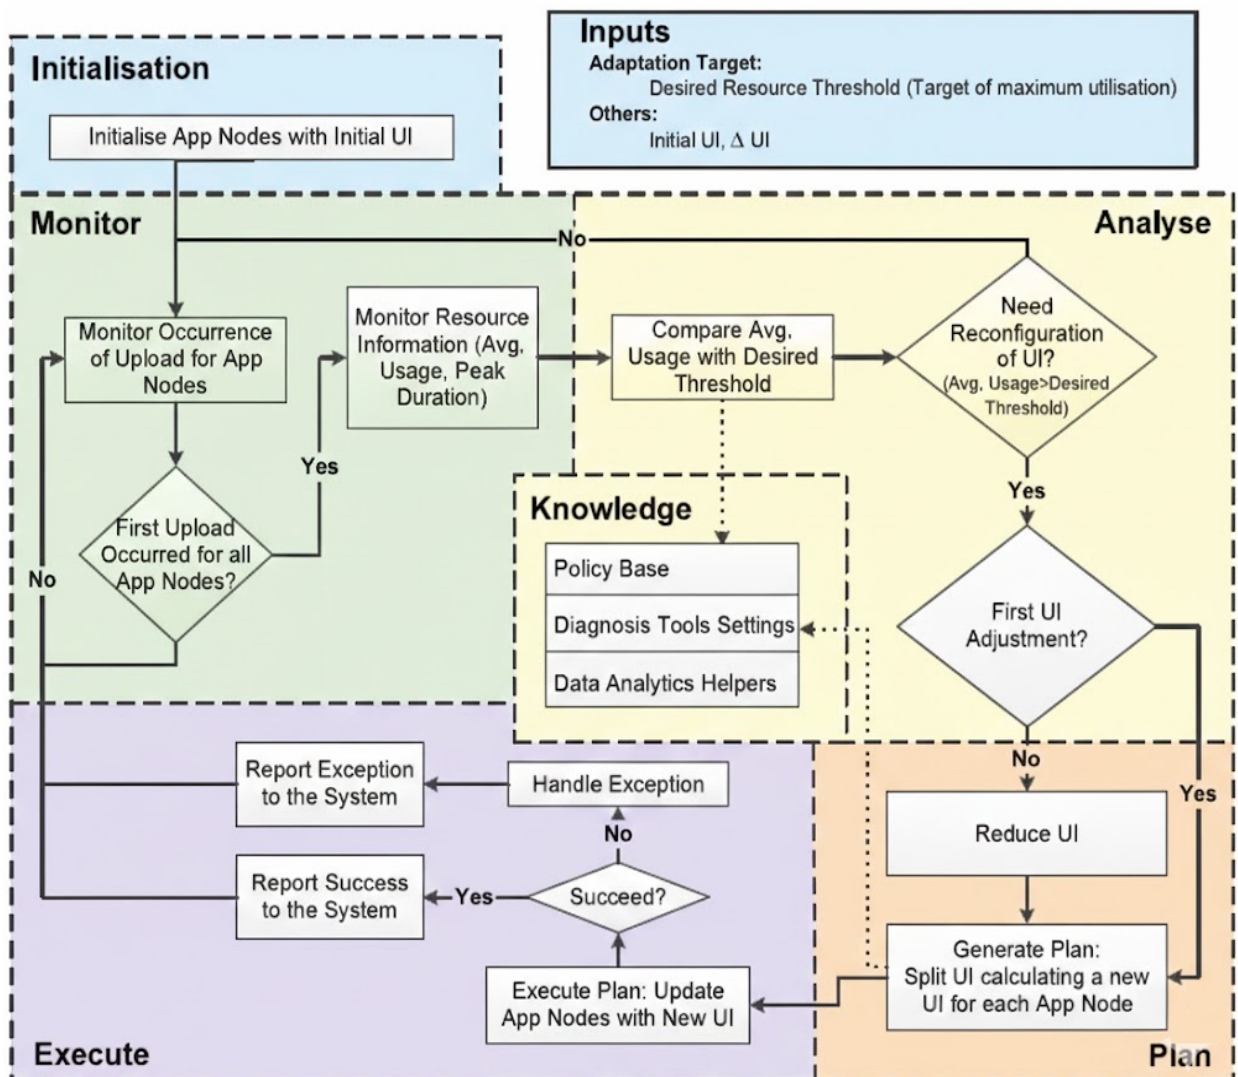 Inputs
Adaptation Target:
Desired Resource Threshold (Target of maximum utilisation)
Others:
Initial UI, Δ UI
Initialisation
Initialise App Nodes with Initial UI
Monitor
Analyse
No
Monitor Occurrence
of Upload for App
Nodes
Monitor Resource
Information (Avg,
Usage, Peak
Duration)
Compare Avg,
Usage with Desired
Threshold
Need
Reconfiguration
of UI?
(Avg, Usage>Desired
Threshold)
Yes
First Upload
Occurred for all
App Nodes?
No
Yes
Knowledge
Policy Base
Diagnosis Tools Settings
Data Analytics Helpers
First UI
Adjustment?
No
Yes
Reduce UI
Generate Plan:
Split UI calculating a new
UI for each App Node
Plan
Report Exception
to the System
Handle Exception
No
Report Success
to the System
Yes
Succeed?
Execute Plan: Update
App Nodes with New UI
Execute